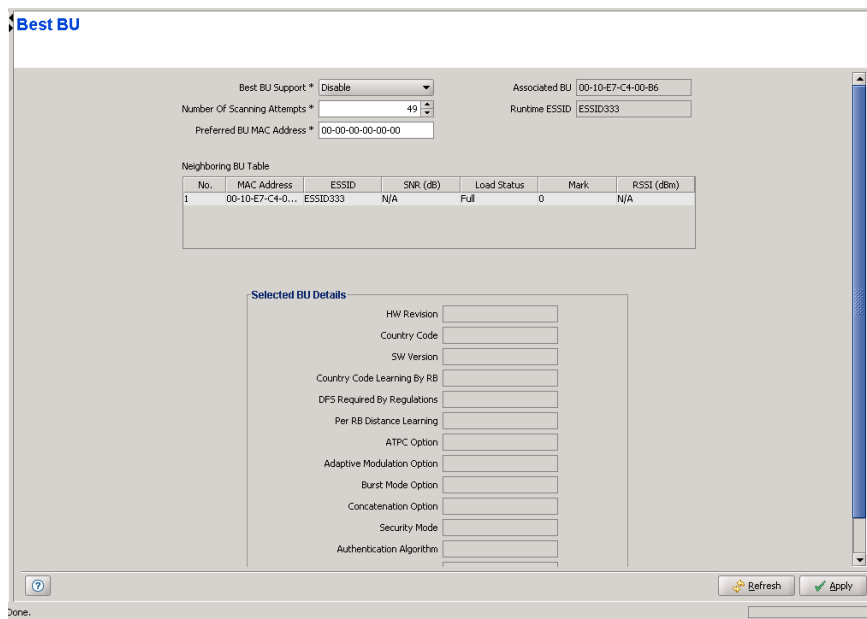 Best BU
Best BU Support * Disable
Associated BU 00-10-E7-C4-00-B6
Number Of Scanning Attempts * 49
Runtime ESSID ESSID333
Preferred BU MAC Address * 00-00-00-00-00-00
Neighboring BU Table
No. MAC Address ESSID SNR (dB) Load Status Mark RSSI (dBm)
1 00-10-E7-C4-0... ESSID333 N/A Full 0 N/A
Selected BU Details
HW Revision
Country Code
SW Version
Country Code Learning By RB
DFS Required By Regulations
Per RB Distance Learning
ATPC Option
Adaptive Modulation Option
Burst Mode Option
Concatenation Option
Security Mode
Authentication Algorithm
? Refresh Apply
Done.